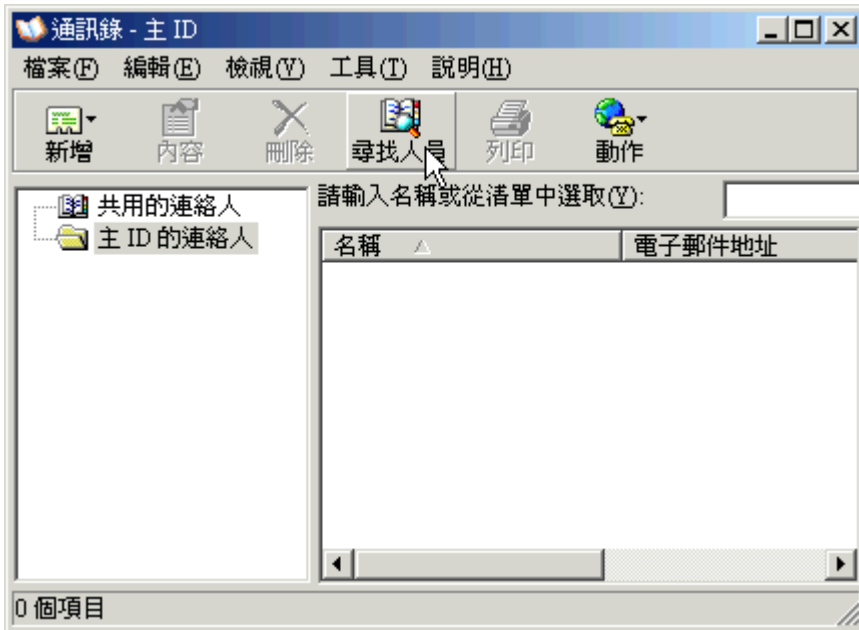 通訊錄 - 主 ID
檔案(F) 編輯(E) 檢視(V) 工具(T) 說明(H)
新增 內容 刪除 尋找人員 列印 動作
共用的連絡人
主 ID 的連絡人
請輸入名稱或從清單中選取(Y):
名稱 電子郵件地址
0 個項目